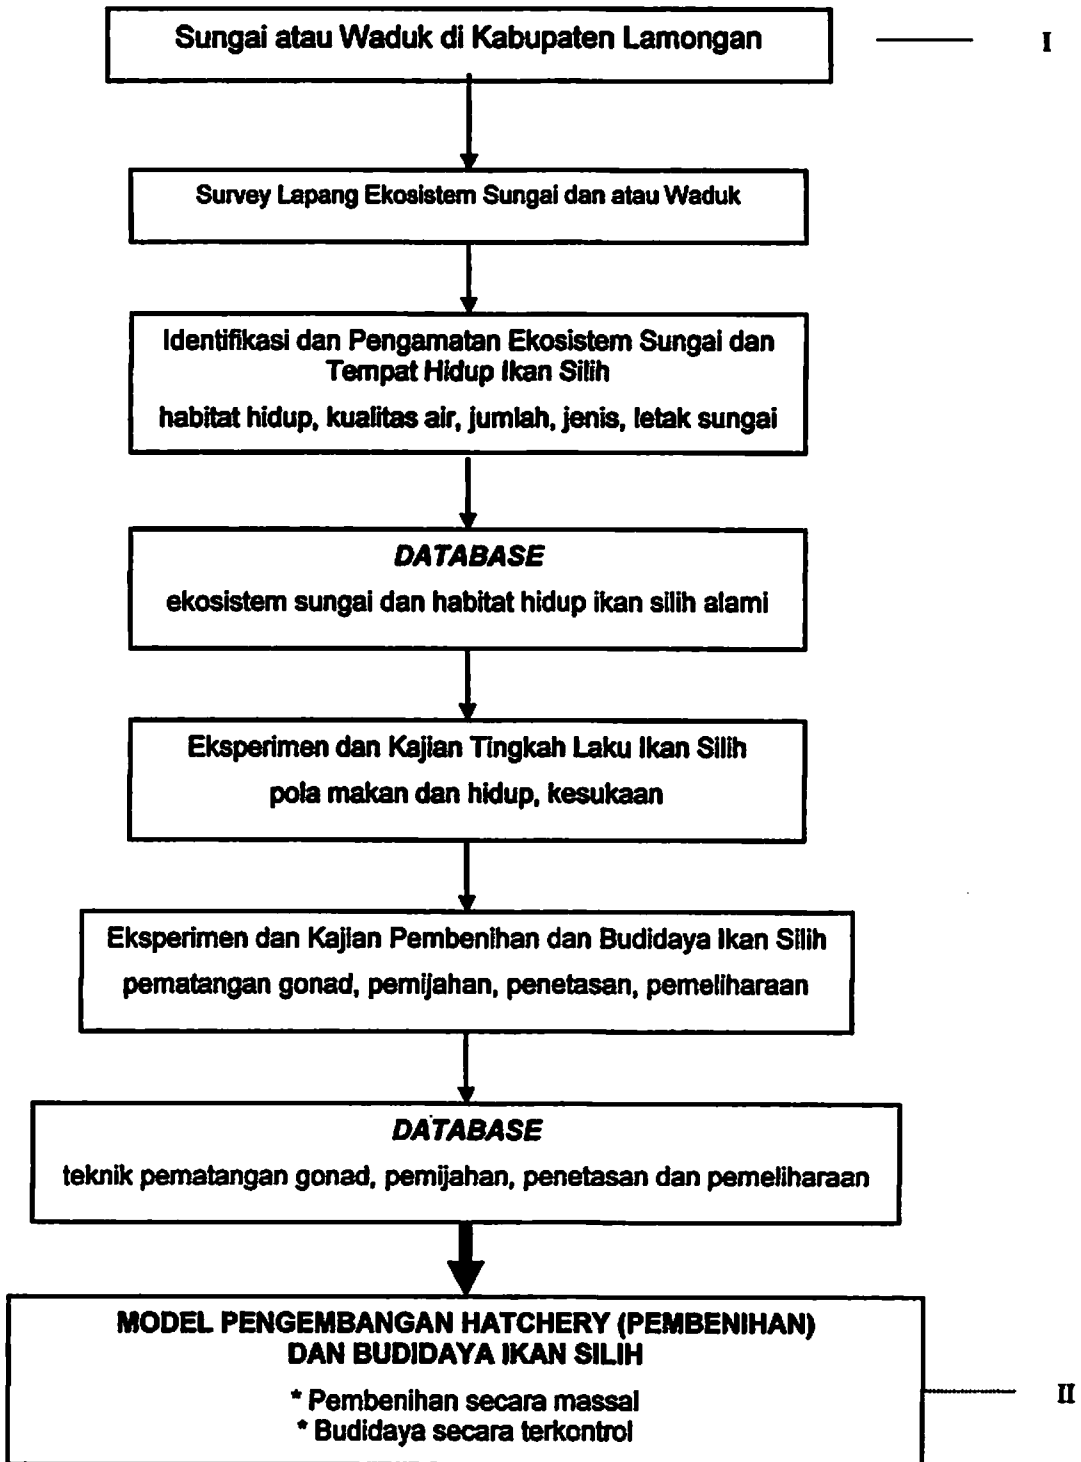 Sungai atau Waduk di Kabupaten Lamongan
I
Survey Lapang Ekosistem Sungai dan atau Waduk
Identifikasi dan Pengamatan Ekosistem Sungai dan
Tempat Hidup Ikan Silih
habitat hidup, kualitas air, jumlah, jenis, letak sungai
DATABASE
ekosistem sungai dan habitat hidup ikan silih alami
Eksperimen dan Kajian Tingkah Laku Ikan Silih
pola makan dan hidup, kesukaan
Eksperimen dan Kajian Pembenihan dan Budidaya Ikan Silih
pematangan gonad, pemijahan, penetasan, pemeliharaan
DATABASE
teknik pematangan gonad, pemijahan, penetasan dan pemeliharaan
MODEL PENGEMBANGAN HATCHERY (PEMBENIHAN)
DAN BUDIDAYA IKAN SILIH
* Pembenihan secara massal
* Budidaya secara terkontrol
II